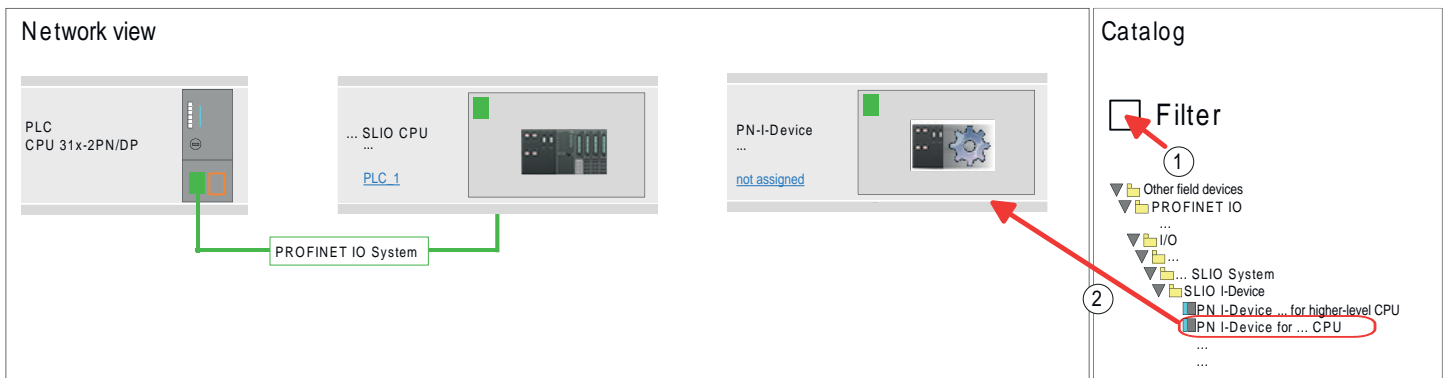 Network view
PLC
CPU 31x-2PN/DP
... SLIO CPU
...
PLC_1
PN-I-Device
...
not assigned
PROFINET IO System
Catalog
Filter
1
Other field devices
PROFINET IO
...
I/O
...
... SLIO System
SLIO I-Device
PN I-Device ... for higher-level CPU
2
PN I-Device for ... CPU
...
...